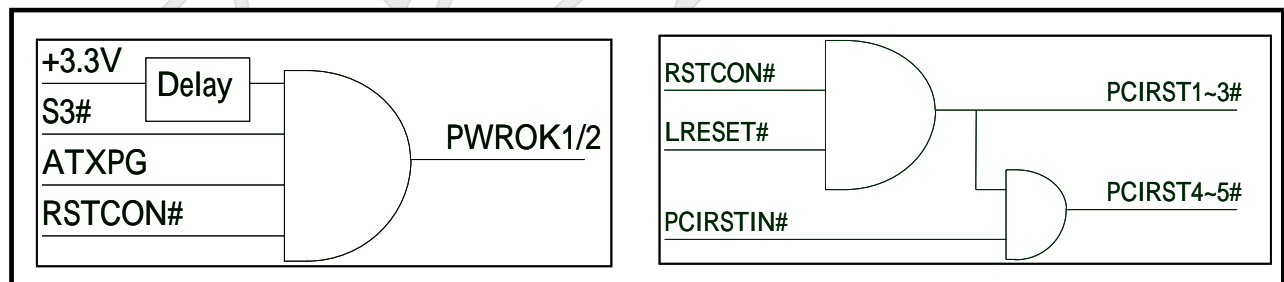 +3.3V
Delay
S3#
ATXPG
RSTCON#
PWROK1/2
RSTCON#
LRESET#
PCIRSTIN#
PCIRST1~3#
PCIRST4~5#